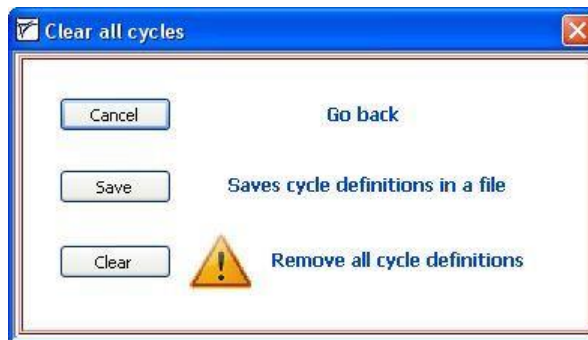 Clear all cycles
Cancel Go back
Save Saves cycle definitions in a file
Clear Remove all cycle definitions